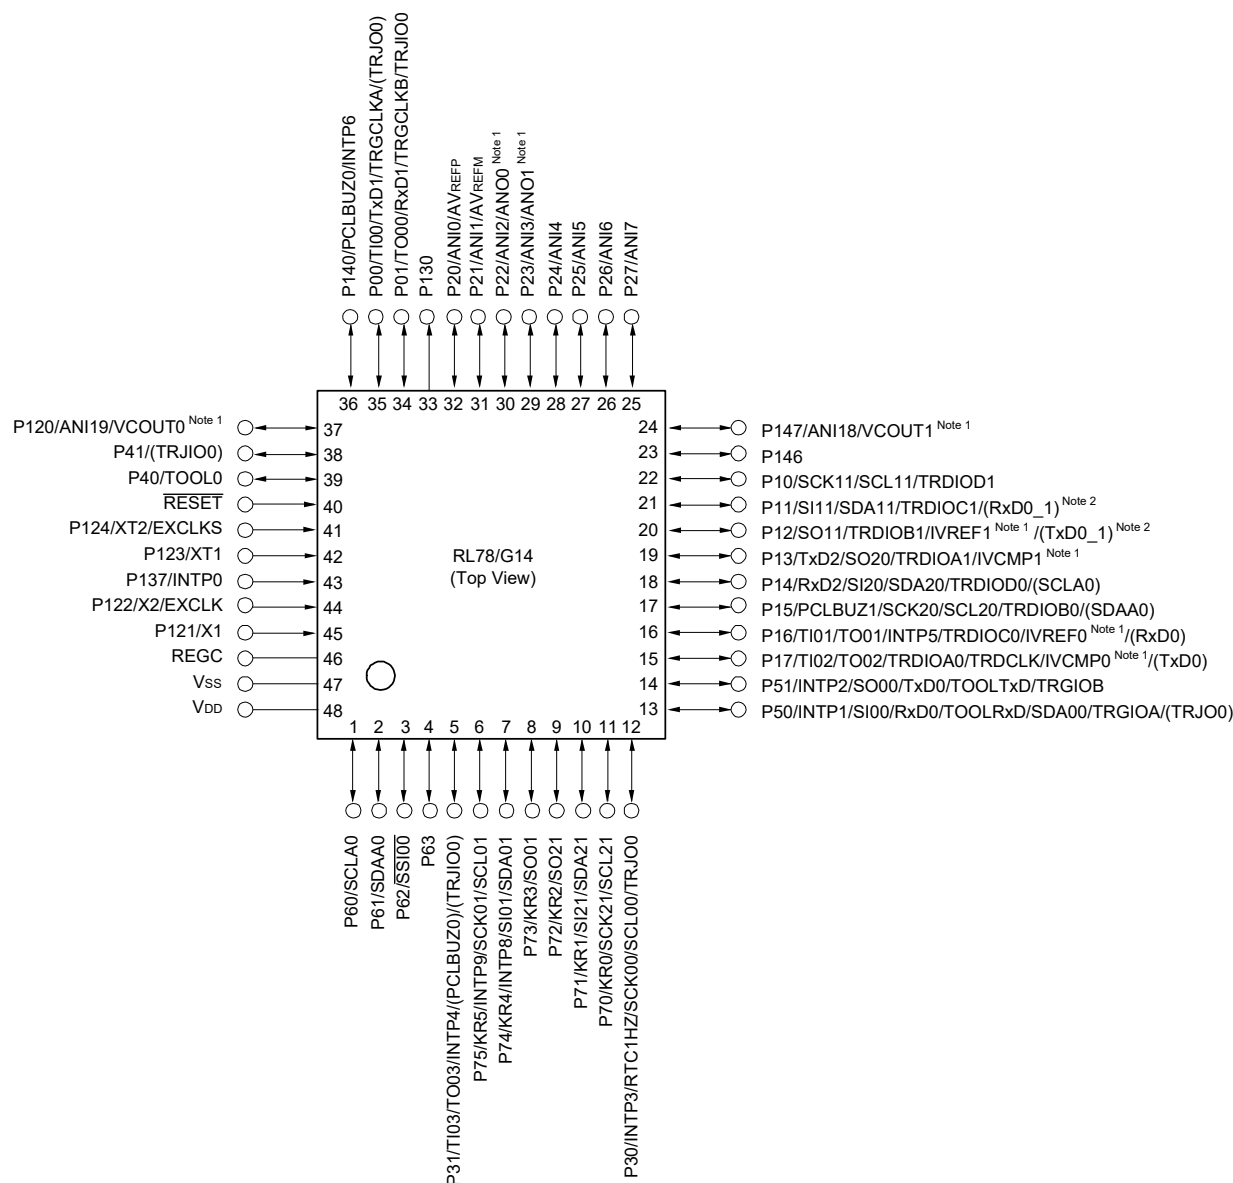 P140/PCLBUZ0/INTP6
P00/TI00/TxD1/TRGCLKA/(TRJO0)
P01/TO00/RxD1/TRGCLKB/TRJIO0
P130
P20/ANI0/AVREFP
P21/ANI1/AVREFM
P22/ANI2/ANO0 Note 1
P23/ANI3/ANO1 Note 1
P24/ANI4
P25/ANI5
P26/ANI6
P27/ANI7
36 35 34 33 32 31 30 29 28 27 26 25
P120/ANI19/VCOUT0 Note 1 37
P41/(TRJIO0) 38
P40/TOOL0 39
RESET 40
P124/XT2/EXCLKS 41
P123/XT1 42
P137/INTP0 43
P122/X2/EXCLK 44
P121/X1 45
REGC 46
VSS 47
VDD 48
RL78/G14
(Top View)
24 P147/ANI18/VCOUT1 Note 1
23 P146
22 P10/SCK11/SCL11/TRDIOD1
21 P11/SI11/SDA11/TRDIOC1/(RxD0_1) Note 2
20 P12/SO11/TRDIOB1/IVREF1 Note 1 /(TxD0_1) Note 2
19 P13/TxD2/SO20/TRDIOA1/IVCMP1 Note 1
18 P14/RxD2/SI20/SDA20/TRDIOD0/(SCLA0)
17 P15/PCLBUZ1/SCK20/SCL20/TRDIOB0/(SDAA0)
16 P16/TI01/TO01/INTP5/TRDIOC0/IVREF0 Note 1/(RxD0)
15 P17/TI02/TO02/TRDIOA0/TRDCLK/IVCMP0 Note 1/(TxD0)
14 P51/INTP2/SO00/TxD0/TOOLTxD/TRGIOB
13 P50/INTP1/SI00/RxD0/TOOLRxD/SDA00/TRGIOA/(TRJO0)
1 2 3 4 5 6 7 8 9 10 11 12
P60/SCLA0
P61/SDAA0
P62/SSI00
P63
P31/TI03/TO03/INTP4/(PCLBUZ0)/(TRJIO0)
P75/KR5/INTP9/SCK01/SCL01
P74/KR4/INTP8/SI01/SDA01
P73/KR3/SO01
P72/KR2/SO21
P71/KR1/SI21/SDA21
P70/KR0/SCK21/SCL21
P30/INTP3/RTC1HZ/SCK00/SCL00/TRJO0